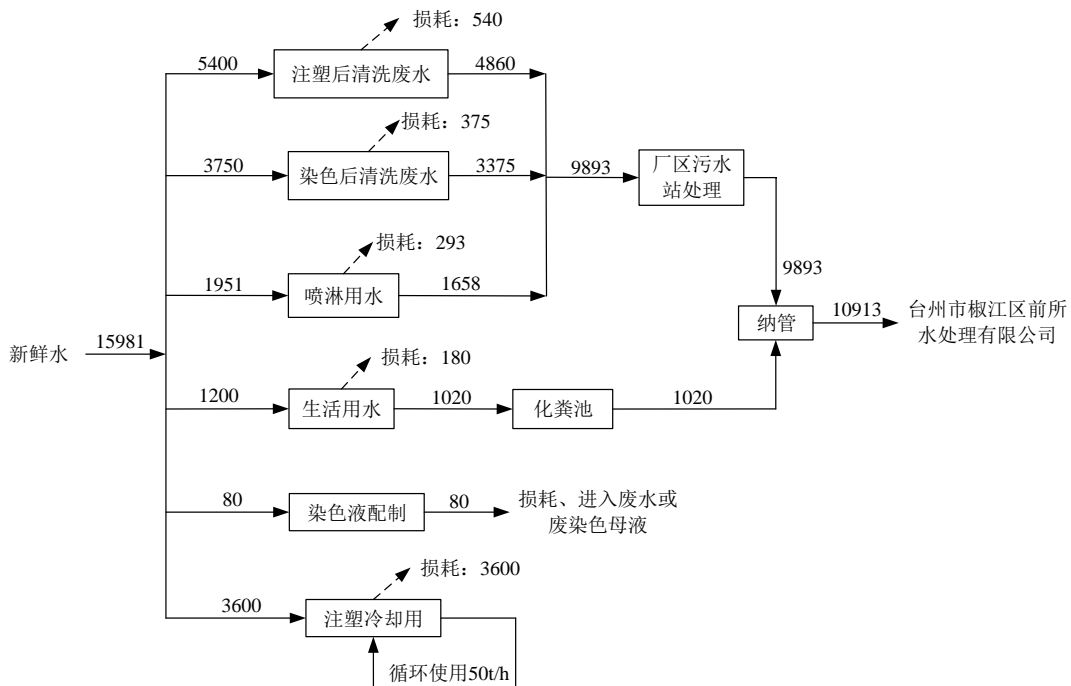 损耗：540
5400
注塑后清洗废水
4860
损耗：375
3750
染色后清洗废水
3375
9893
厂区污水
站处理
损耗：293
1951
喷淋用水
1658
9893
新鲜水
15981
纳管
10913
台州市椒江区前所
水处理有限公司
损耗：180
1200
生活用水
1020
化粪池
1020
80
染色液配制
80
损耗、进入废水或
废染色母液
损耗：3600
3600
注塑冷却用
循环使用50t/h